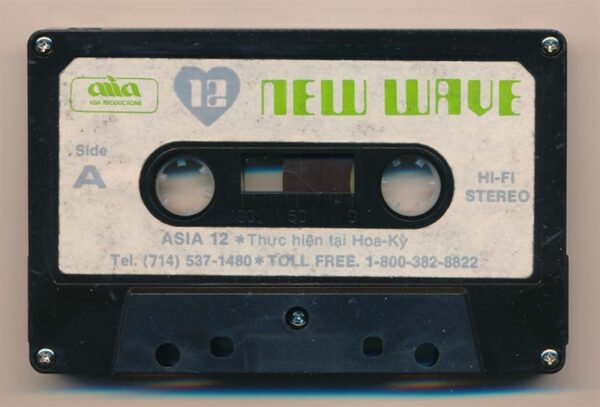 asia
ASIA PRODUCTIONS
12
NEW WAVE
Side
A
HI-FI
STEREO
100 50 0
ASIA 12 * Thực hiện tại Hoa-Kỳ
Tel. (714) 537-1480 * TOLL FREE. 1-800-382-8822